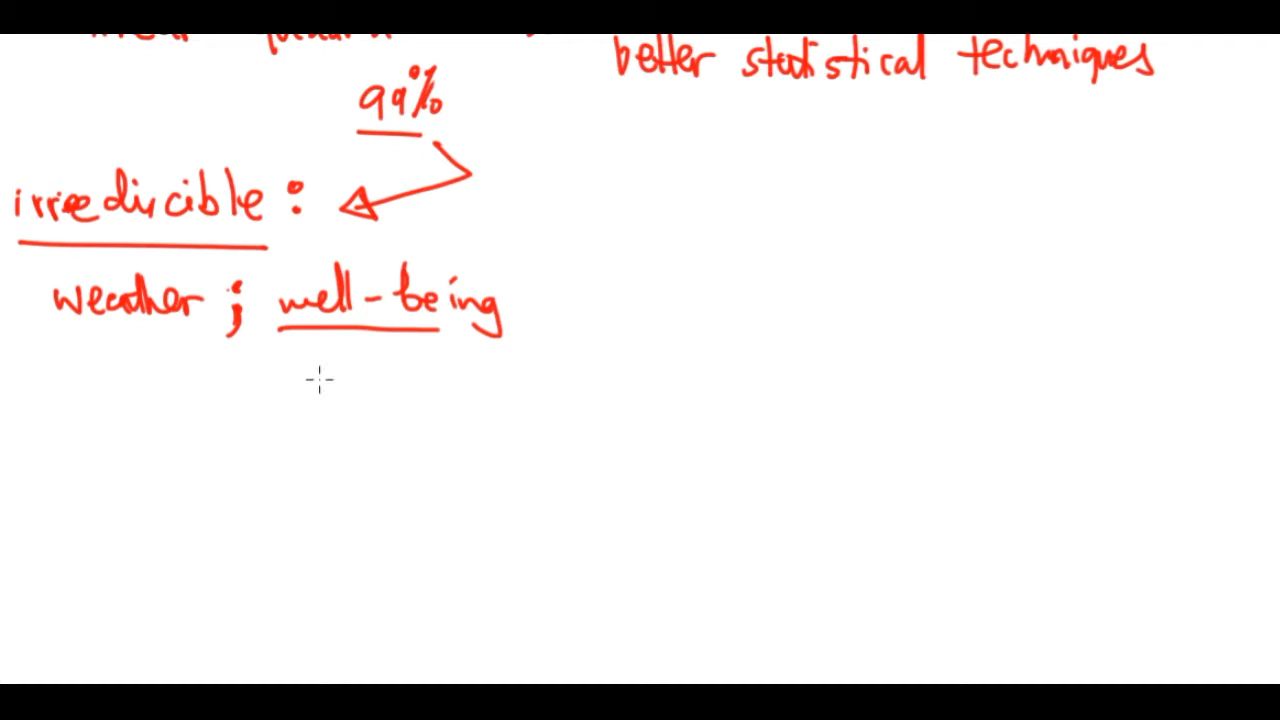 better statistical techniques
99%
irreducible :
weather ; well-being